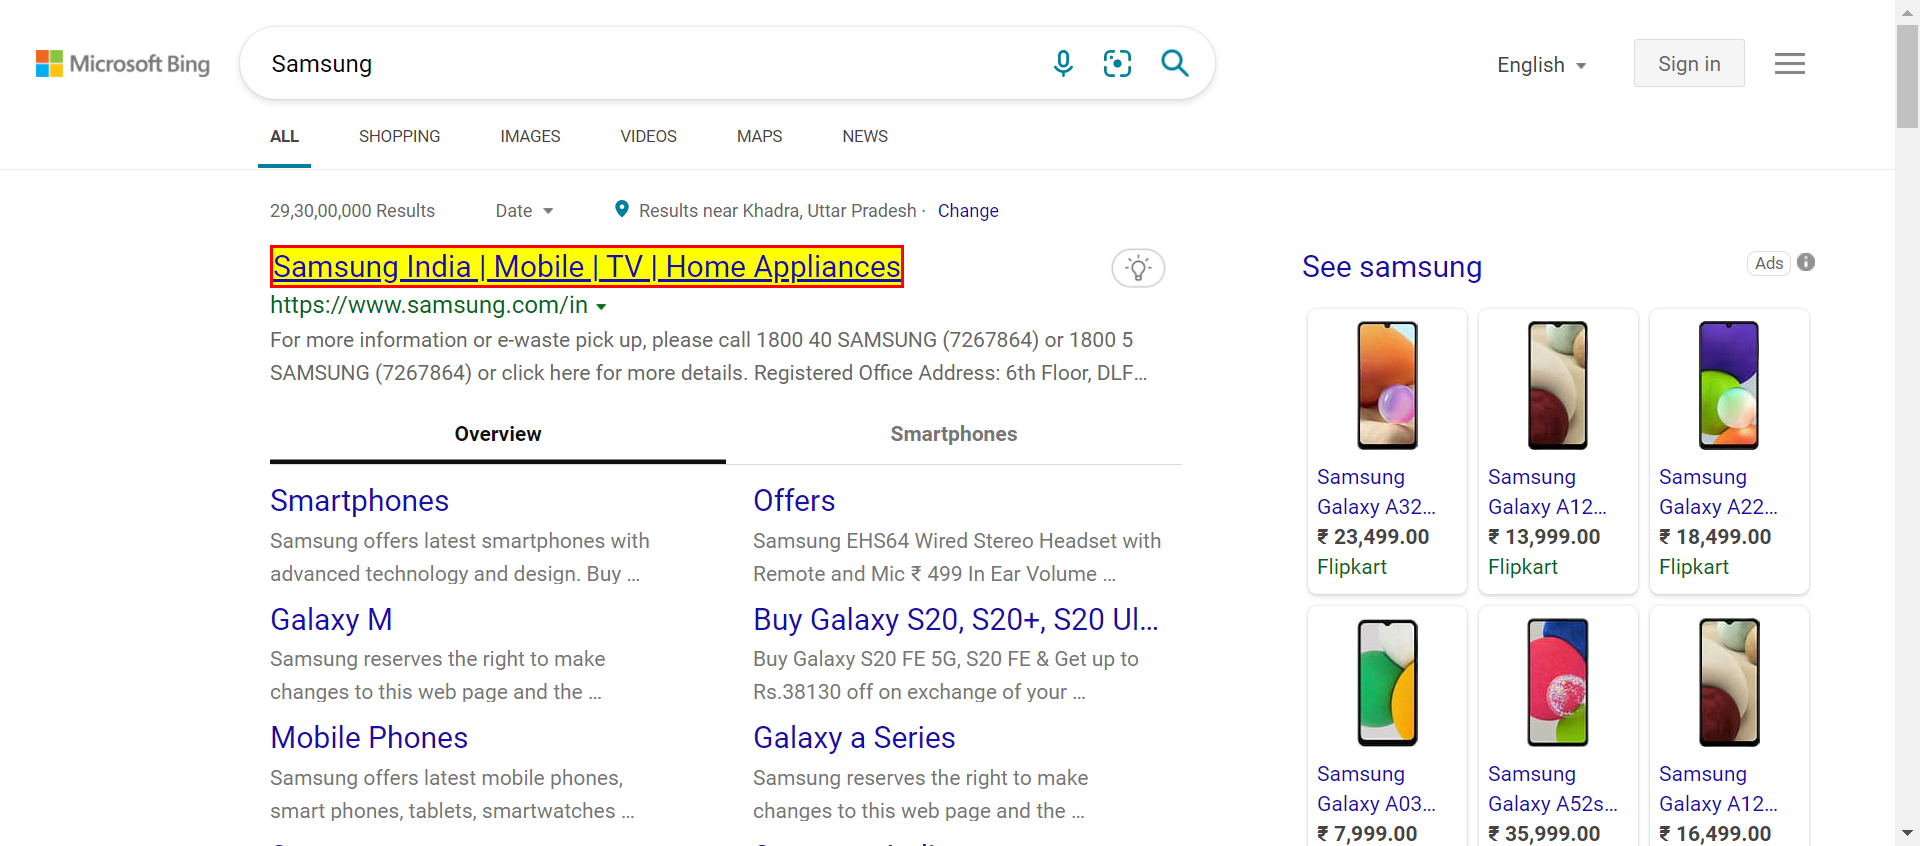 Microsoft Bing
Samsung
English
Sign in
ALL
SHOPPING
IMAGES
VIDEOS
MAPS
NEWS
29,30,00,000 Results
Date
Results near Khadra, Uttar Pradesh · Change
Samsung India | Mobile | TV | Home Appliances
https://www.samsung.com/in
For more information or e-waste pick up, please call 1800 40 SAMSUNG (7267864) or 1800 5
SAMSUNG (7267864) or click here for more details. Registered Office Address: 6th Floor, DLF…
Overview
Smartphones
Smartphones
Samsung offers latest smartphones with
advanced technology and design. Buy …
Offers
Samsung EHS64 Wired Stereo Headset with
Remote and Mic ₹ 499 In Ear Volume …
Galaxy M
Samsung reserves the right to make
changes to this web page and the …
Buy Galaxy S20, S20+, S20 Ul…
Buy Galaxy S20 FE 5G, S20 FE & Get up to
Rs.38130 off on exchange of your …
Mobile Phones
Samsung offers latest mobile phones,
smart phones, tablets, smartwatches …
Galaxy a Series
Samsung reserves the right to make
changes to this web page and the …
See samsung
Ads
Samsung
Galaxy A32…
₹ 23,499.00
Flipkart
Samsung
Galaxy A12…
₹ 13,999.00
Flipkart
Samsung
Galaxy A22…
₹ 18,499.00
Flipkart
Samsung
Galaxy A03…
₹ 7,999.00
Samsung
Galaxy A52s…
₹ 35,999.00
Samsung
Galaxy A12…
₹ 16,499.00